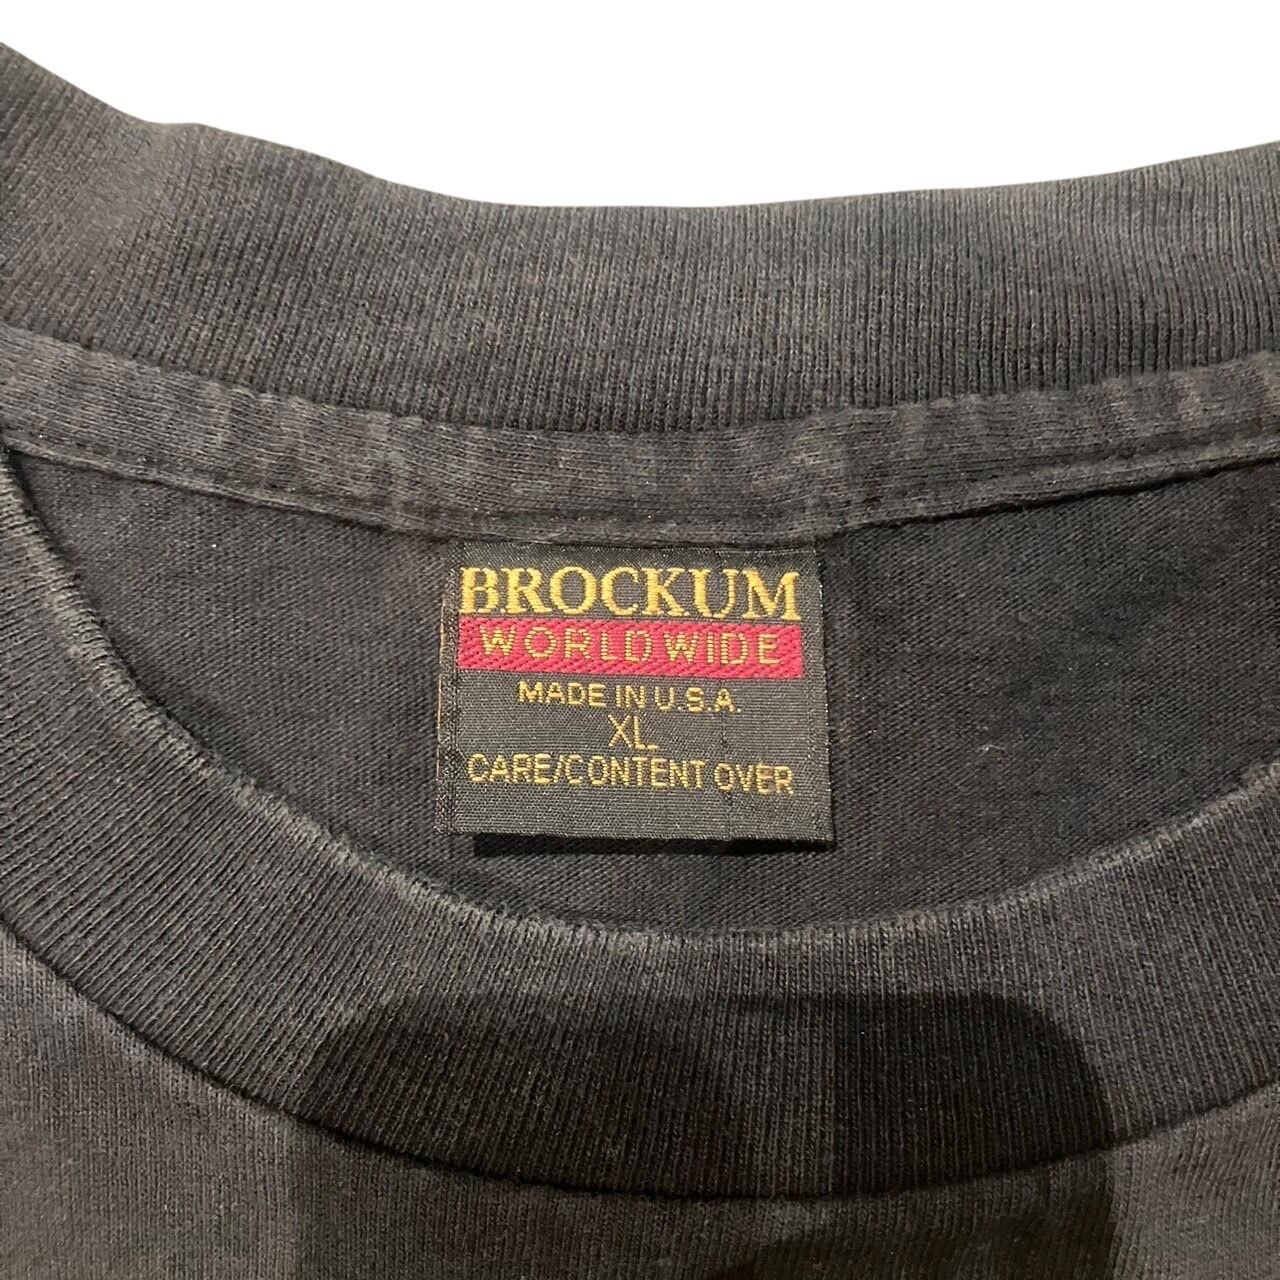 BROCKUM
WORLDWIDE
MADE IN U.S.A.
XL
CARE/CONTENT OVER